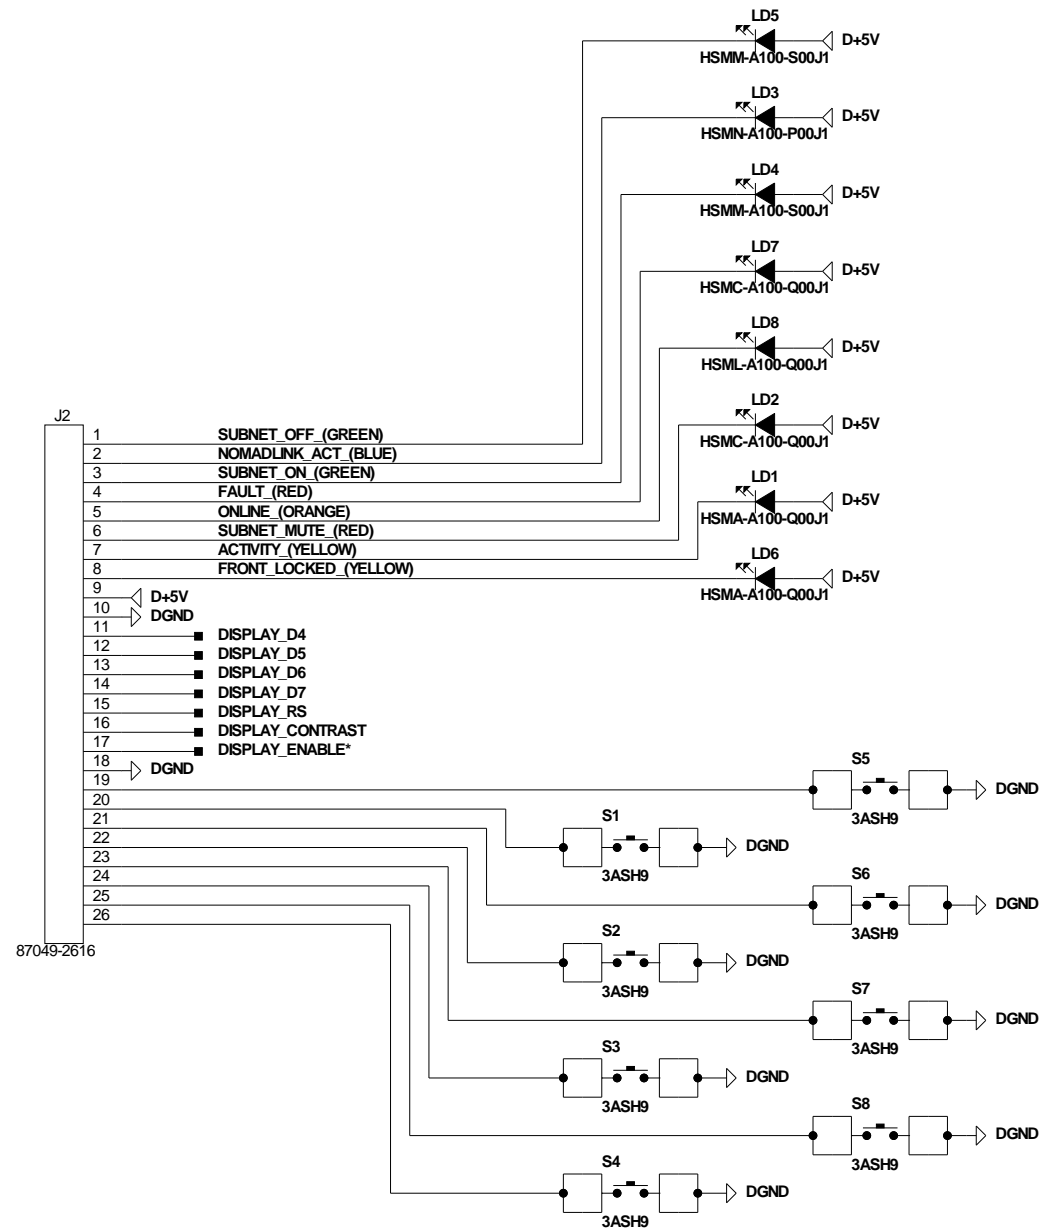 LD5
D+5V
HSMM-A100-S00J1
LD3
D+5V
HSMN-A100-P00J1
LD4
D+5V
HSMM-A100-S00J1
LD7
D+5V
HSMC-A100-Q00J1
LD8
D+5V
HSML-A100-Q00J1
LD2
D+5V
HSMC-A100-Q00J1
LD1
D+5V
HSMA-A100-Q00J1
LD6
D+5V
HSMA-A100-Q00J1
J2
1 SUBNET_OFF_(GREEN)
2 NOMADLINK_ACT_(BLUE)
3 SUBNET_ON_(GREEN)
4 FAULT_(RED)
5 ONLINE_(ORANGE)
6 SUBNET_MUTE_(RED)
7 ACTIVITY_(YELLOW)
8 FRONT_LOCKED_(YELLOW)
9 D+5V
10 DGND
11 DISPLAY_D4
12 DISPLAY_D5
13 DISPLAY_D6
14 DISPLAY_D7
15 DISPLAY_RS
16 DISPLAY_CONTRAST
17 DISPLAY_ENABLE*
18 DGND
19
20
21
22
23
24
25
26
87049-2616
S5
DGND
3ASH9
S1
DGND
3ASH9
S6
DGND
3ASH9
S2
DGND
3ASH9
S7
DGND
3ASH9
S3
DGND
3ASH9
S8
DGND
3ASH9
S4
DGND
3ASH9